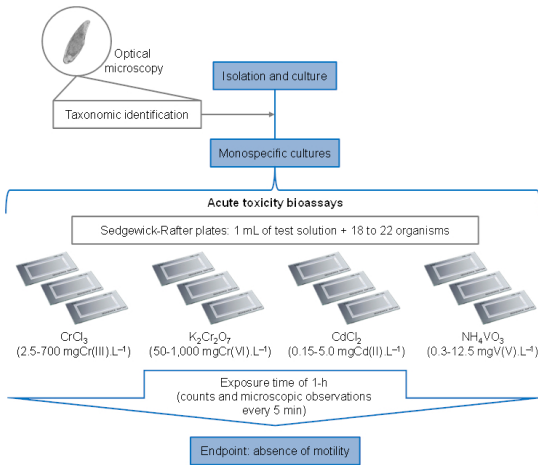 Optical
microscopy
Isolation and culture
Taxonomic identification
Monospecific cultures
Acute toxicity bioassays
Sedgewick-Rafter plates: 1 mL of test solution + 18 to 22 organisms
CrCl₃
(2.5-700 mgCr(III).L⁻¹)
K₂Cr₂O₇
(50-1,000 mgCr(VI).L⁻¹)
CdCl₂
(0.15-5.0 mgCd(II).L⁻¹)
NH₄VO₃
(0.3-12.5 mgV(V).L⁻¹)
Exposure time of 1-h
(counts and microscopic observations
every 5 min)
Endpoint: absence of motility